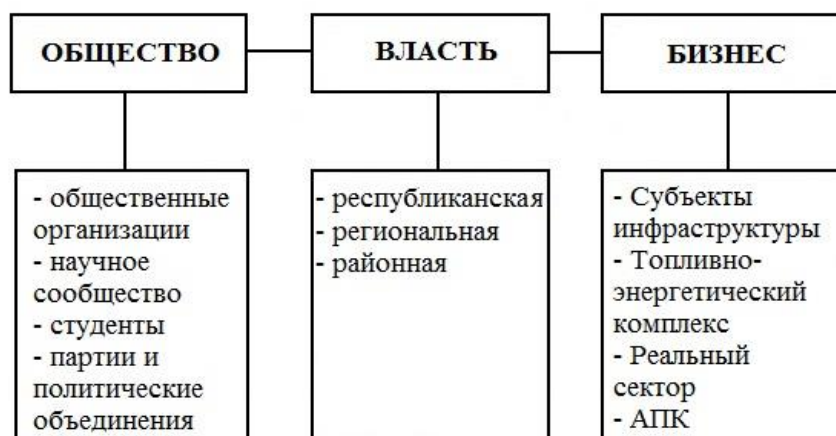 ОБЩЕСТВО
ВЛАСТЬ
БИЗНЕС
- общественные
организации
- научное
сообщество
- студенты
- партии и
политические
объединения
- республиканская
- региональная
- районная
- Субъекты
инфраструктуры
- Топливно-
энергетический
комплекс
- Реальный
сектор
- АПК